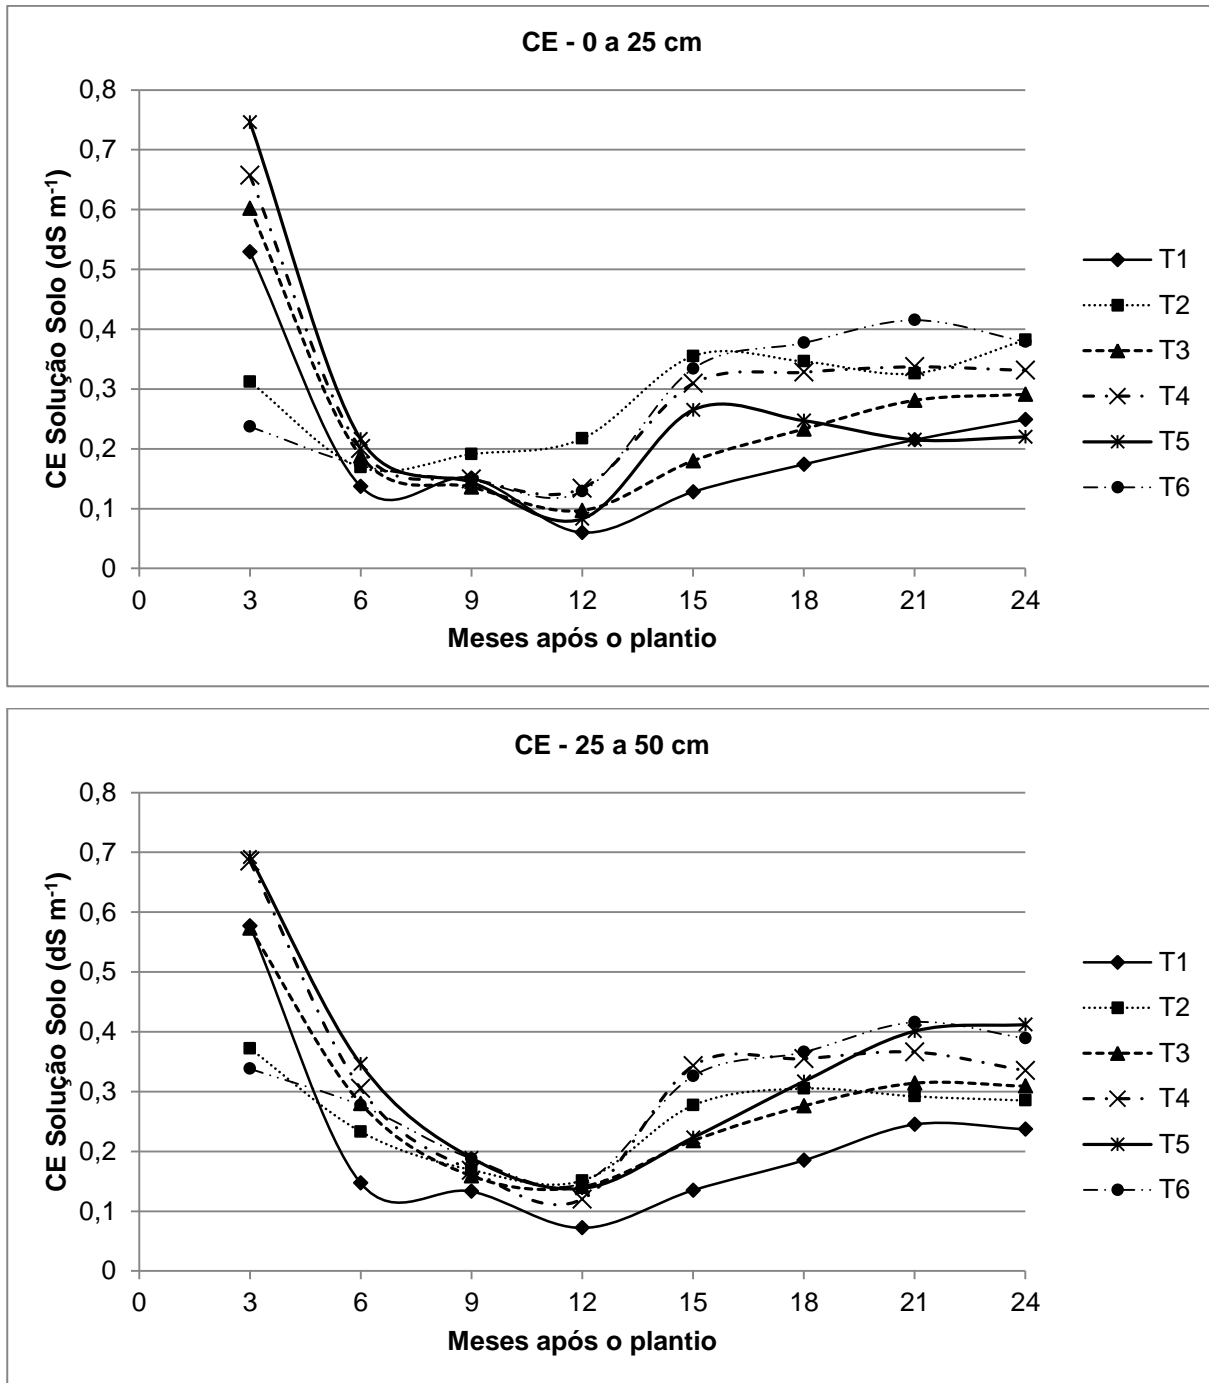 CE - 0 a 25 cm
CE Solução Solo (dS m⁻¹)
0,8
0,7
0,6
0,5
0,4
0,3
0,2
0,1
0
0 3 6 9 12 15 18 21 24
Meses após o plantio
T1
T2
T3
T4
T5
T6
CE - 25 a 50 cm
CE Solução Solo (dS m⁻¹)
0,8
0,7
0,6
0,5
0,4
0,3
0,2
0,1
0
0 3 6 9 12 15 18 21 24
Meses após o plantio
T1
T2
T3
T4
T5
T6